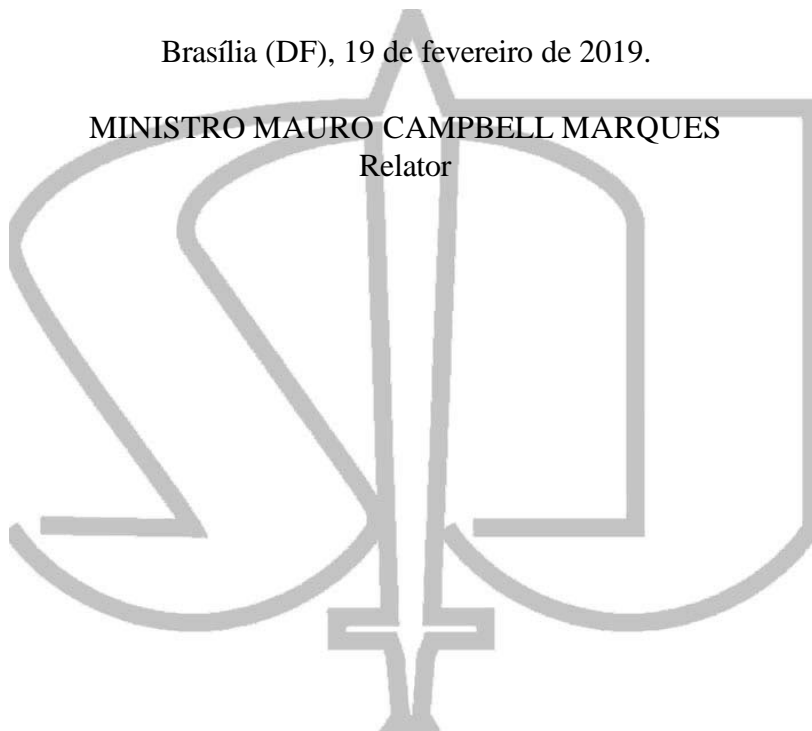 Brasília (DF), 19 de fevereiro de 2019.
MINISTRO MAURO CAMPBELL MARQUES
Relator